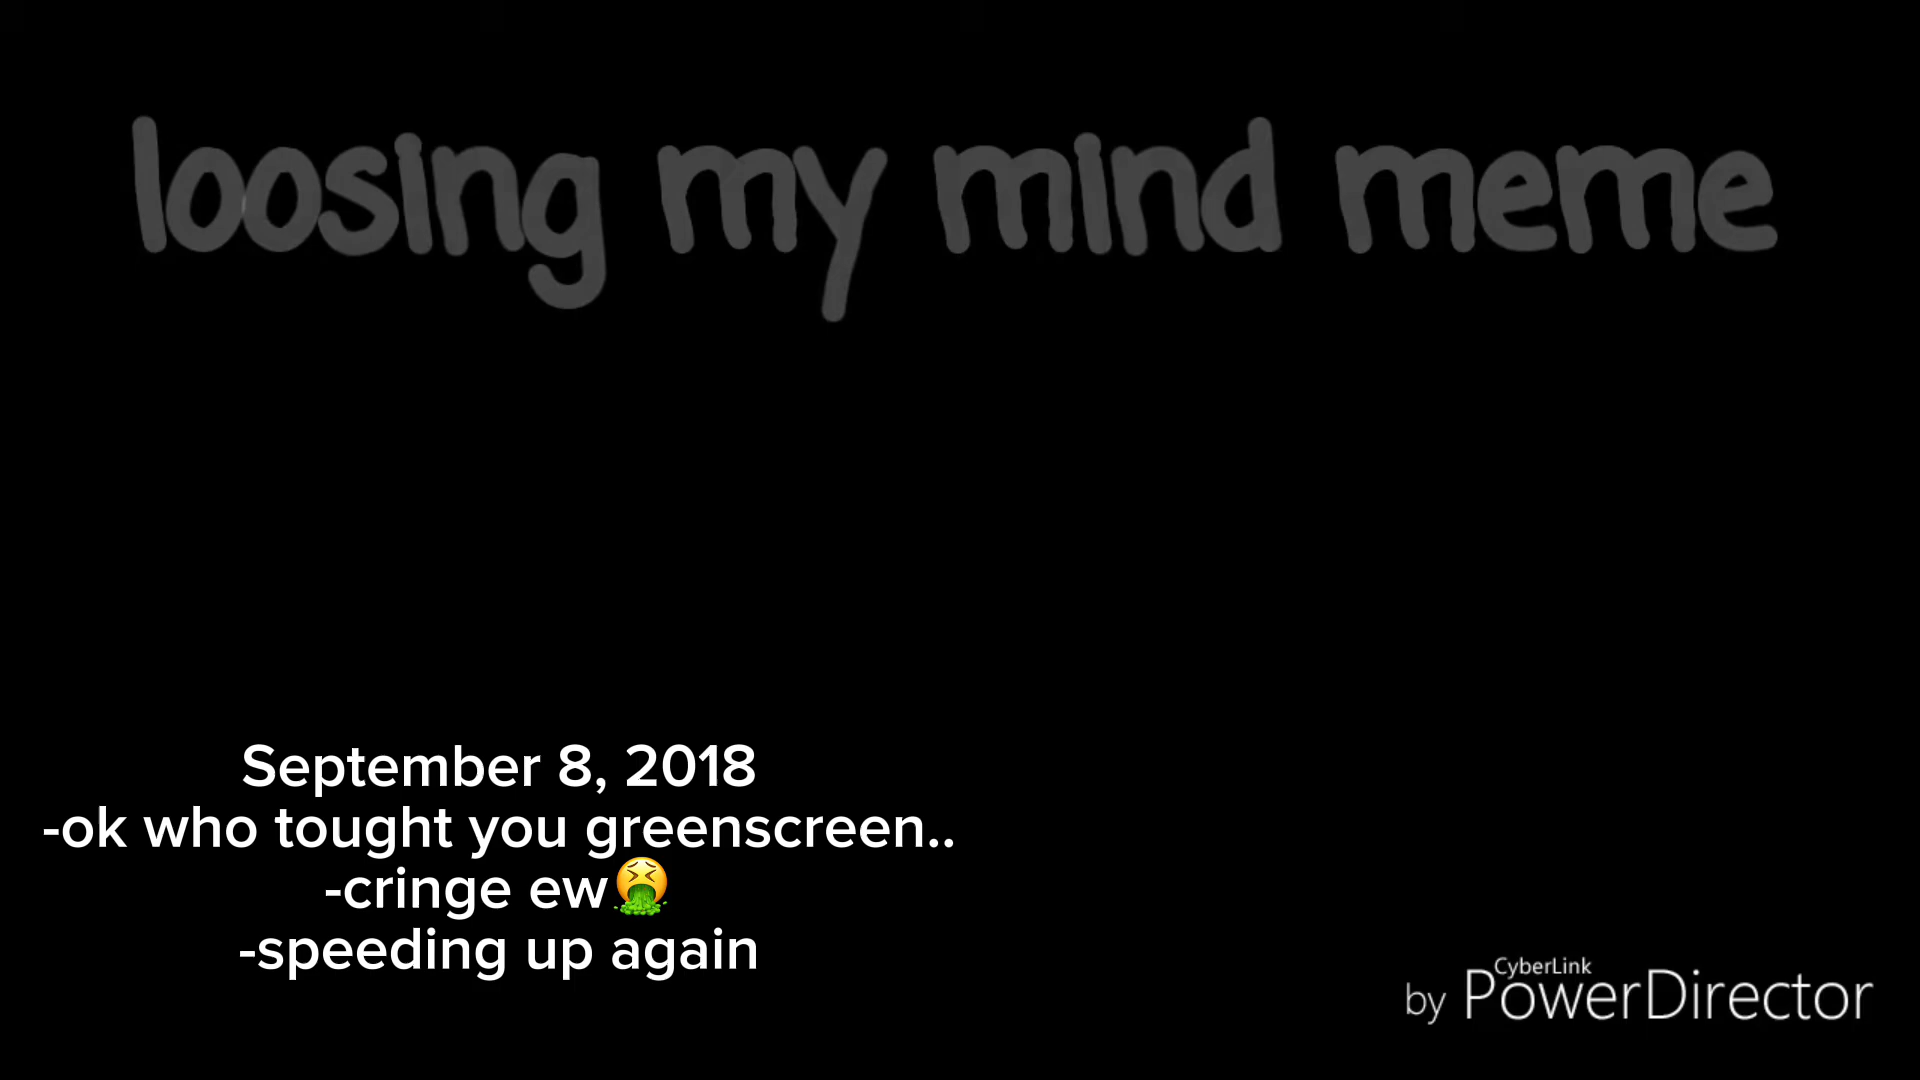 loosing my mind meme
September 8, 2018
-ok who tought you greenscreen..
-cringe ew🤮
-speeding up again
by CyberLink PowerDirector